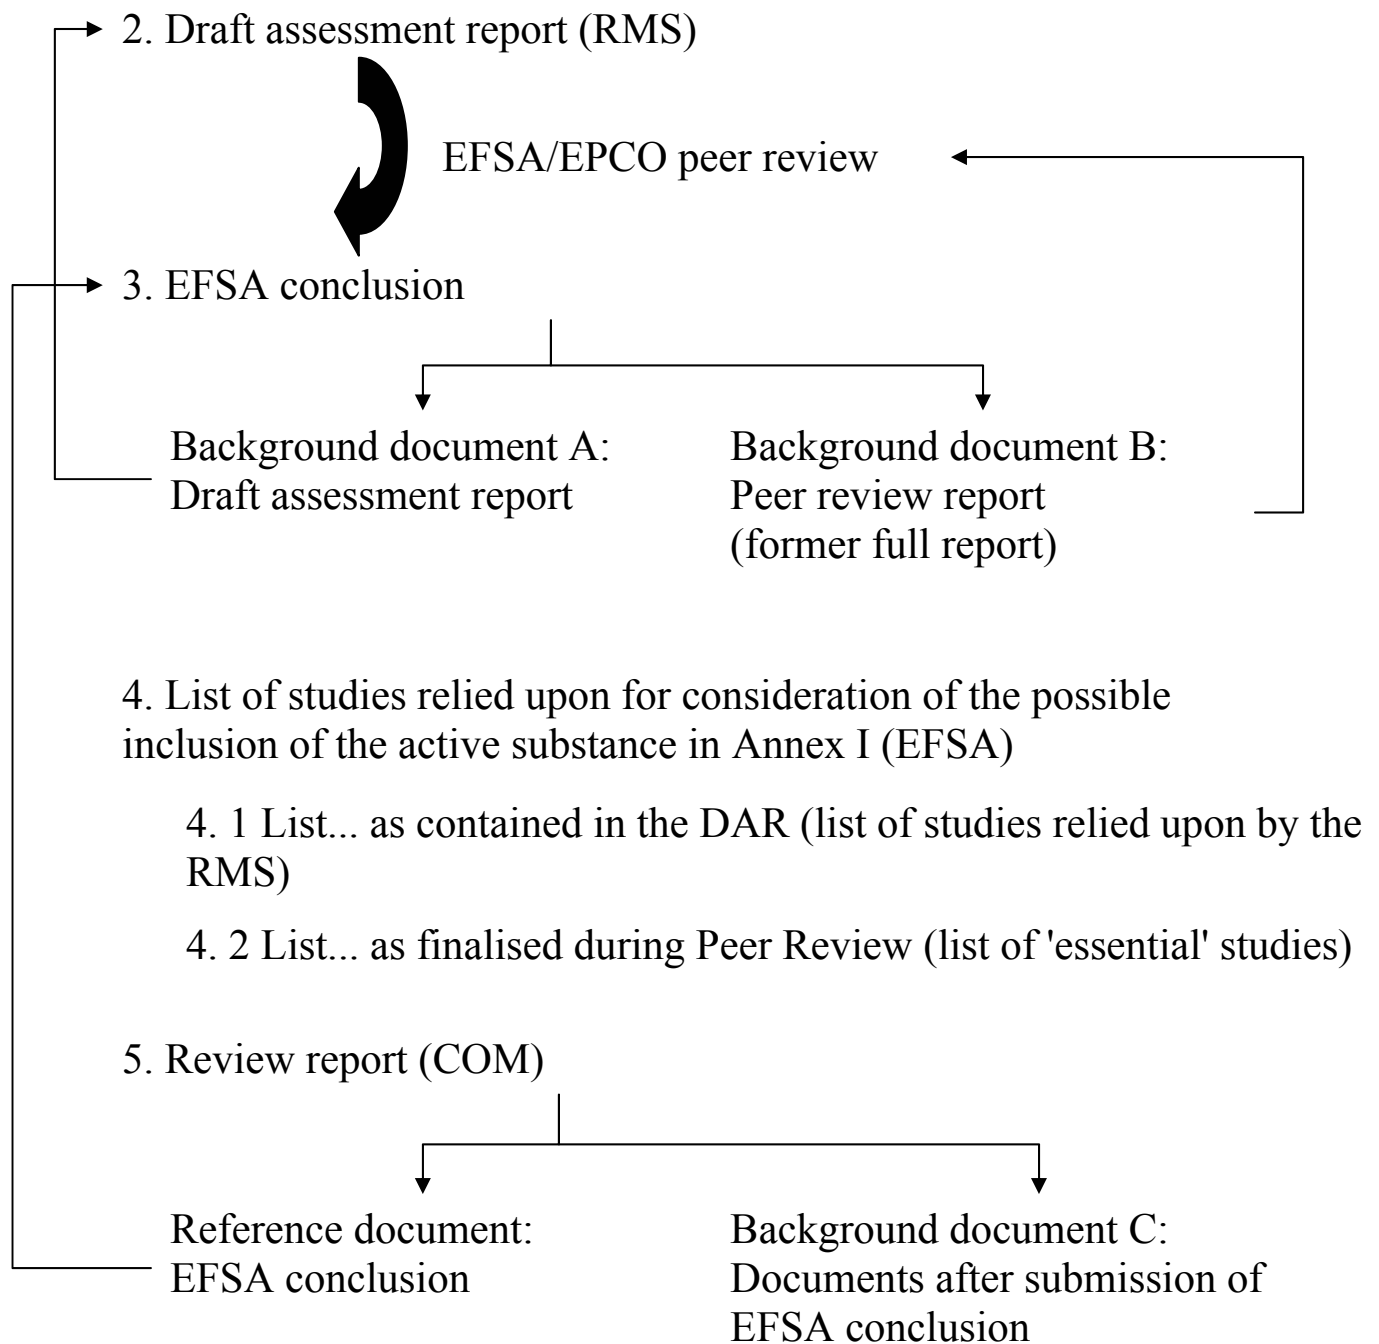 2. Draft assessment report (RMS)
EFSA/EPCO peer review
3. EFSA conclusion
Background document A:
Draft assessment report
Background document B:
Peer review report
(former full report)
4. List of studies relied upon for consideration of the possible
inclusion of the active substance in Annex I (EFSA)
4. 1 List... as contained in the DAR (list of studies relied upon by the
RMS)
4. 2 List... as finalised during Peer Review (list of 'essential' studies)
5. Review report (COM)
Reference document:
EFSA conclusion
Background document C:
Documents after submission of
EFSA conclusion